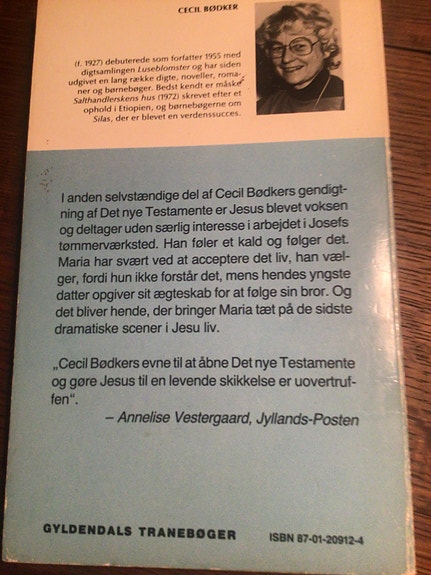 CECIL BØDKER
(f. 1927) debuterede som forfatter 1955 med
digtsamlingen Luseblomster og har siden
udgivet en lang række digte, noveller, roma-
ner og børnebøger. Bedst kendt er måske
Salthandlerskens hus (1972) skrevet efter et
ophold i Etiopien, og børnebøgerne om
Silas, der er blevet en verdenssucces.
I anden selvstændige del af Cecil Bødkers gendigt-
ning af Det nye Testamente er Jesus blevet voksen
og deltager uden særlig interesse i arbejdet i Josefs
tømmerværksted. Han føler et kald og følger det.
Maria har svært ved at acceptere det liv, han væl-
ger, fordi hun ikke forstår det, mens hendes yngste
datter opgiver sit ægteskab for at følge sin bror. Og
det bliver hende, der bringer Maria tæt på de sidste
dramatiske scener i Jesu liv.
„Cecil Bødkers evne til at åbne Det nye Testamente
og gøre Jesus til en levende skikkelse er uovertruf-
fen“.
– Annelise Vestergaard, Jyllands-Posten
GYLDENDALS TRANEBØGER
ISBN 87-01-20912-4